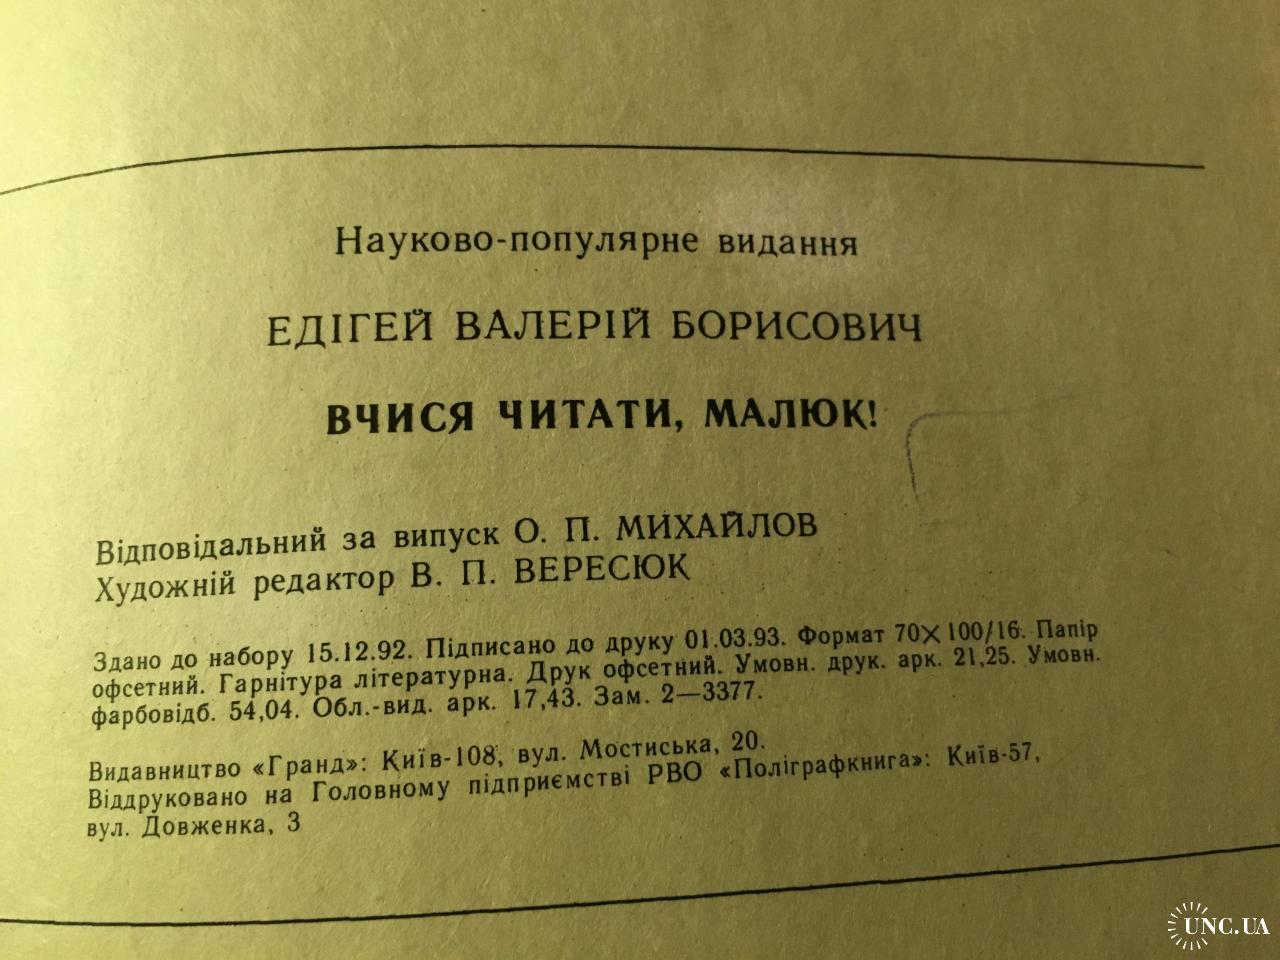 Науково-популярне видання
ЕДІГЕЙ ВАЛЕРІЙ БОРИСОВИЧ
ВЧИСЯ ЧИТАТИ, МАЛЮК!
Відповідальний за випуск О. П. МИХАЙЛОВ
Художній редактор В. П. ВЕРЕСЮК
Здано до набору 15.12.92. Підписано до друку 01.03.93. Формат 70×100/16. Папір
офсетний. Гарнітура літературна. Друк офсетний. Умовн. друк. арк. 21,25. Умовн.
фарбовідб. 54,04. Обл.-вид. арк. 17,43. Зам. 2—3377.
Видавництво «Гранд»: Київ-108, вул. Мостиська, 20.
Віддруковано на Головному підприємстві РВО «Поліграфкнига»: Київ-57,
вул. Довженка, 3
UNC.UA